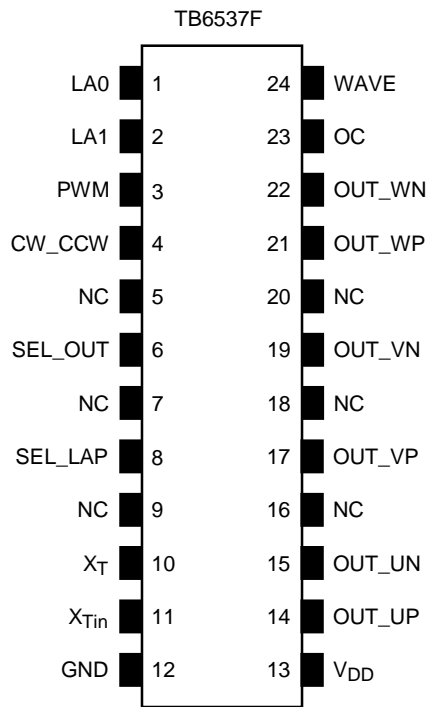 TB6537F
LA0 1 24 WAVE
LA1 2 23 OC
PWM 3 22 OUT_WN
CW_CCW 4 21 OUT_WP
NC 5 20 NC
SEL_OUT 6 19 OUT_VN
NC 7 18 NC
SEL_LAP 8 17 OUT_VP
NC 9 16 NC
XT 10 15 OUT_UN
XTin 11 14 OUT_UP
GND 12 13 VDD